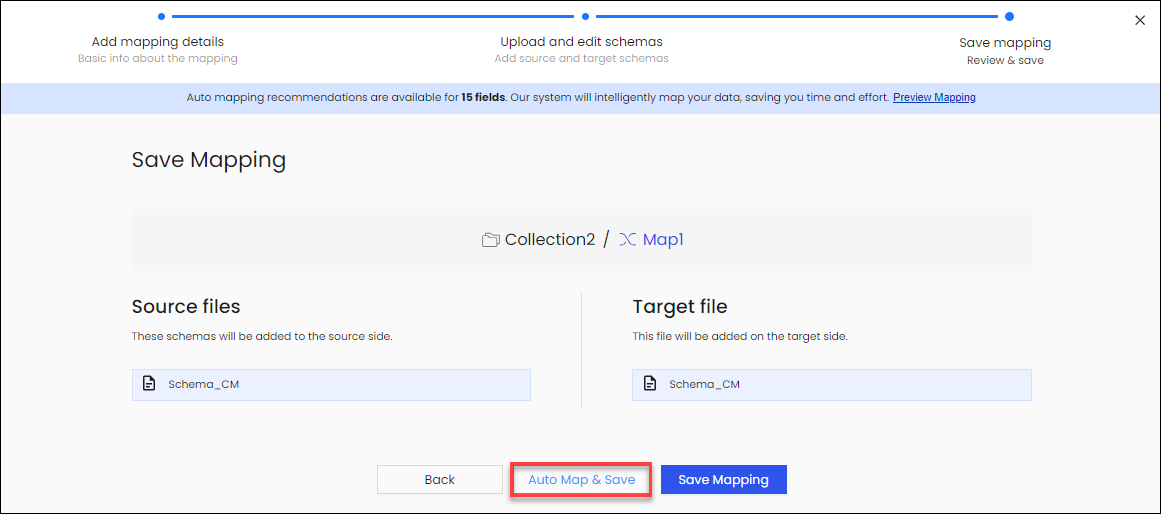 Add mapping details
Basic info about the mapping
Upload and edit schemas
Add source and target schemas
Save mapping
Review & save
Auto mapping recommendations are available for 15 fields. Our system will intelligently map your data, saving you time and effort. Preview Mapping
Save Mapping
Collection2 / Map1
Source files
These schemas will be added to the source side.
Schema_CM
Target file
This file will be added on the target side.
Schema_CM
Back
Auto Map & Save
Save Mapping